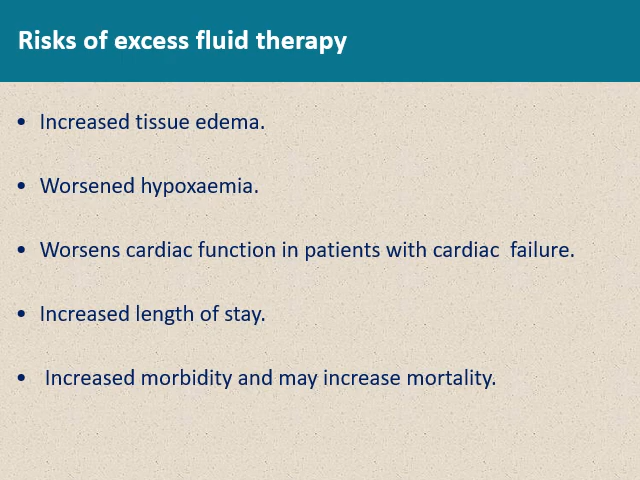 Risks of excess fluid therapy
• Increased tissue edema.
• Worsened hypoxaemia.
• Worsens cardiac function in patients with cardiac  failure.
• Increased length of stay.
•  Increased morbidity and may increase mortality.